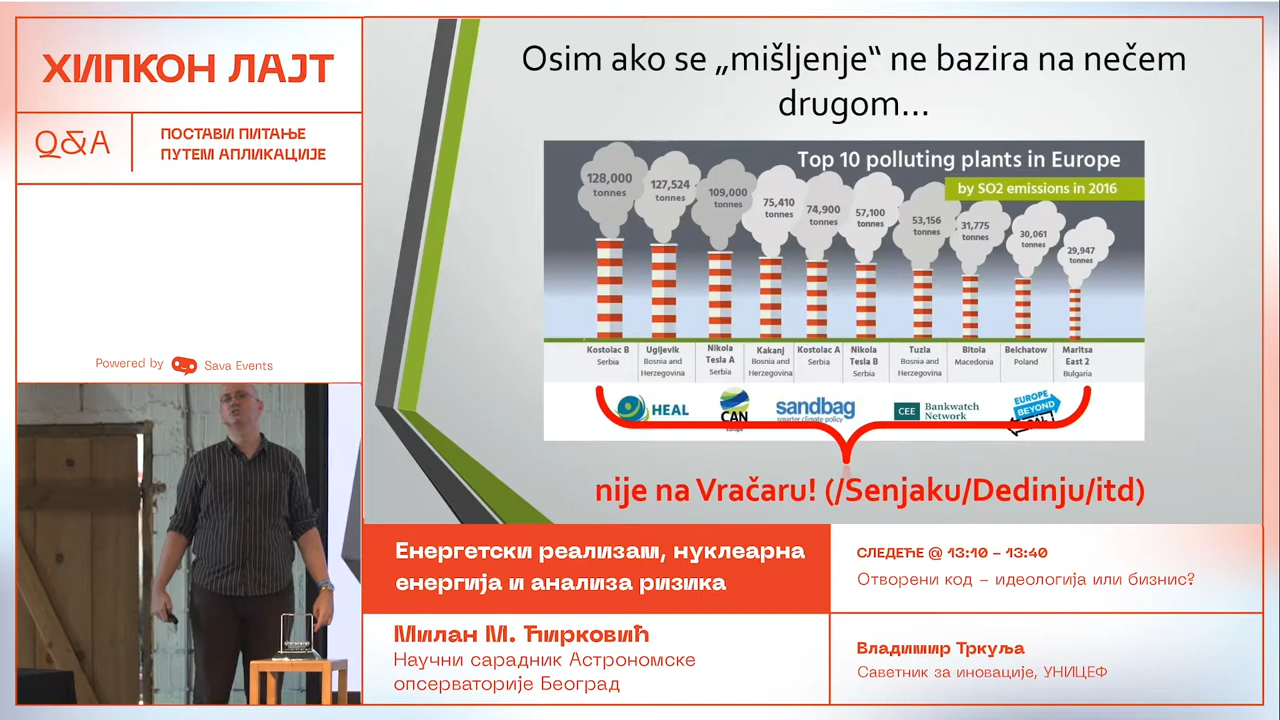 ХИПКОН ЛАЈТ
Q&A
ПОСТАВИ ПИТАЊЕ
ПУТЕМ АПЛИКАЦИЈЕ
Powered by Sava Events
Osim ako se „mišljenje“ ne bazira na nečem
drugom...
Top 10 polluting plants in Europe
by SO2 emissions in 2016
128,000
tonnes
127,524
tonnes
109,000
tonnes
75,410
tonnes
74,900
tonnes
57,100
tonnes
53,156
tonnes
31,775
tonnes
30,061
tonnes
29,947
tonnes
Kostolac B
Serbia
Ugljevik
Bosnia and
Herzegovina
Nikola
Tesla A
Serbia
Kakanj
Bosnia and
Herzegovina
Kostolac A
Serbia
Nikola
Tesla B
Serbia
Tuzla
Bosnia and
Herzegovina
Bitola
Macedonia
Belchatow
Poland
Maritsa
East 2
Bulgaria
HEAL
CAN
sandbag
smarter climate policy
CEE Bankwatch
Network
EUROPE
BEYOND
nije na Vračaru! (/Senjaku/Dedinju/itd)
Енергетски реализам, нуклеарна
енергија и анализа ризика
Милан М. Ћирковић
Научни сарадник Астрономске
опсерваторије Београд
СЛЕДЕЋЕ @ 13:10 – 13:40
Отворени код – идеологија или бизнис?
Владимир Тркуља
Саветник за иновације, УНИЦЕФ